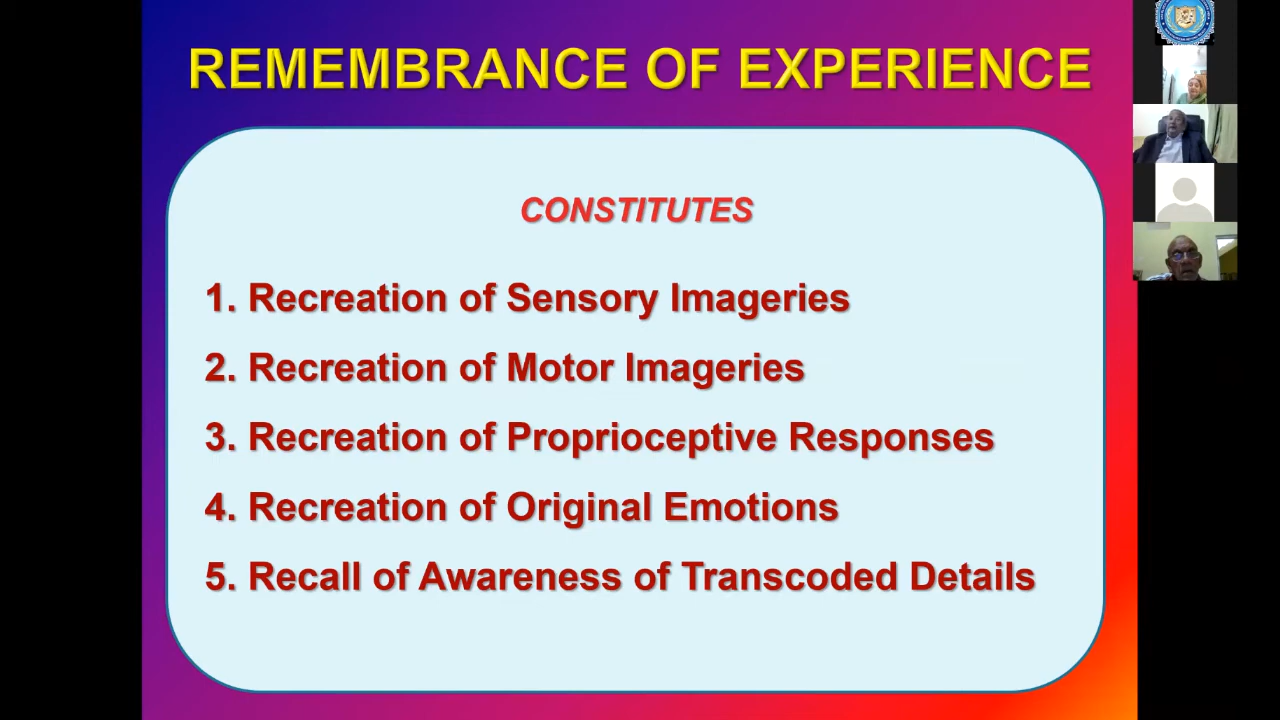 REMEMBRANCE OF EXPERIENCE
CONSTITUTES
1. Recreation of Sensory Imageries
2. Recreation of Motor Imageries
3. Recreation of Proprioceptive Responses
4. Recreation of Original Emotions
5. Recall of Awareness of Transcoded Details